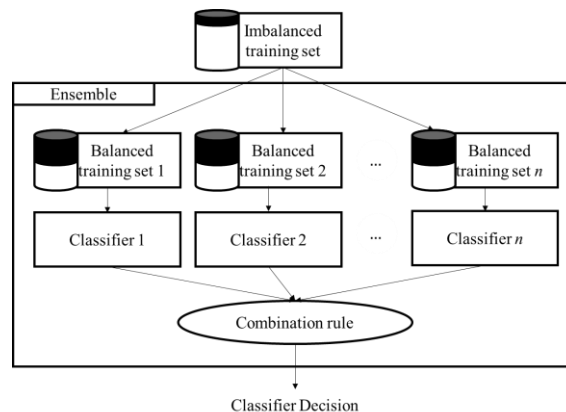 Imbalanced
training set
Ensemble
Balanced
training set 1
Balanced
training set 2
...
Balanced
training set n
Classifier 1
Classifier 2
...
Classifier n
Combination rule
Classifier Decision